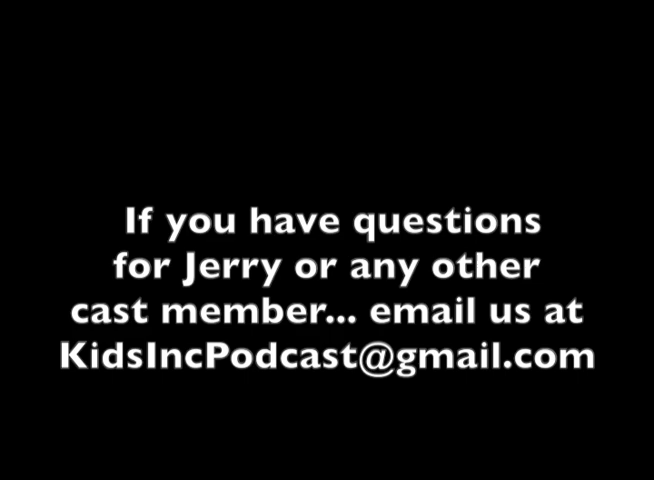 If you have questions
for Jerry or any other
cast member... email us at
KidsIncPodcast@gmail.com